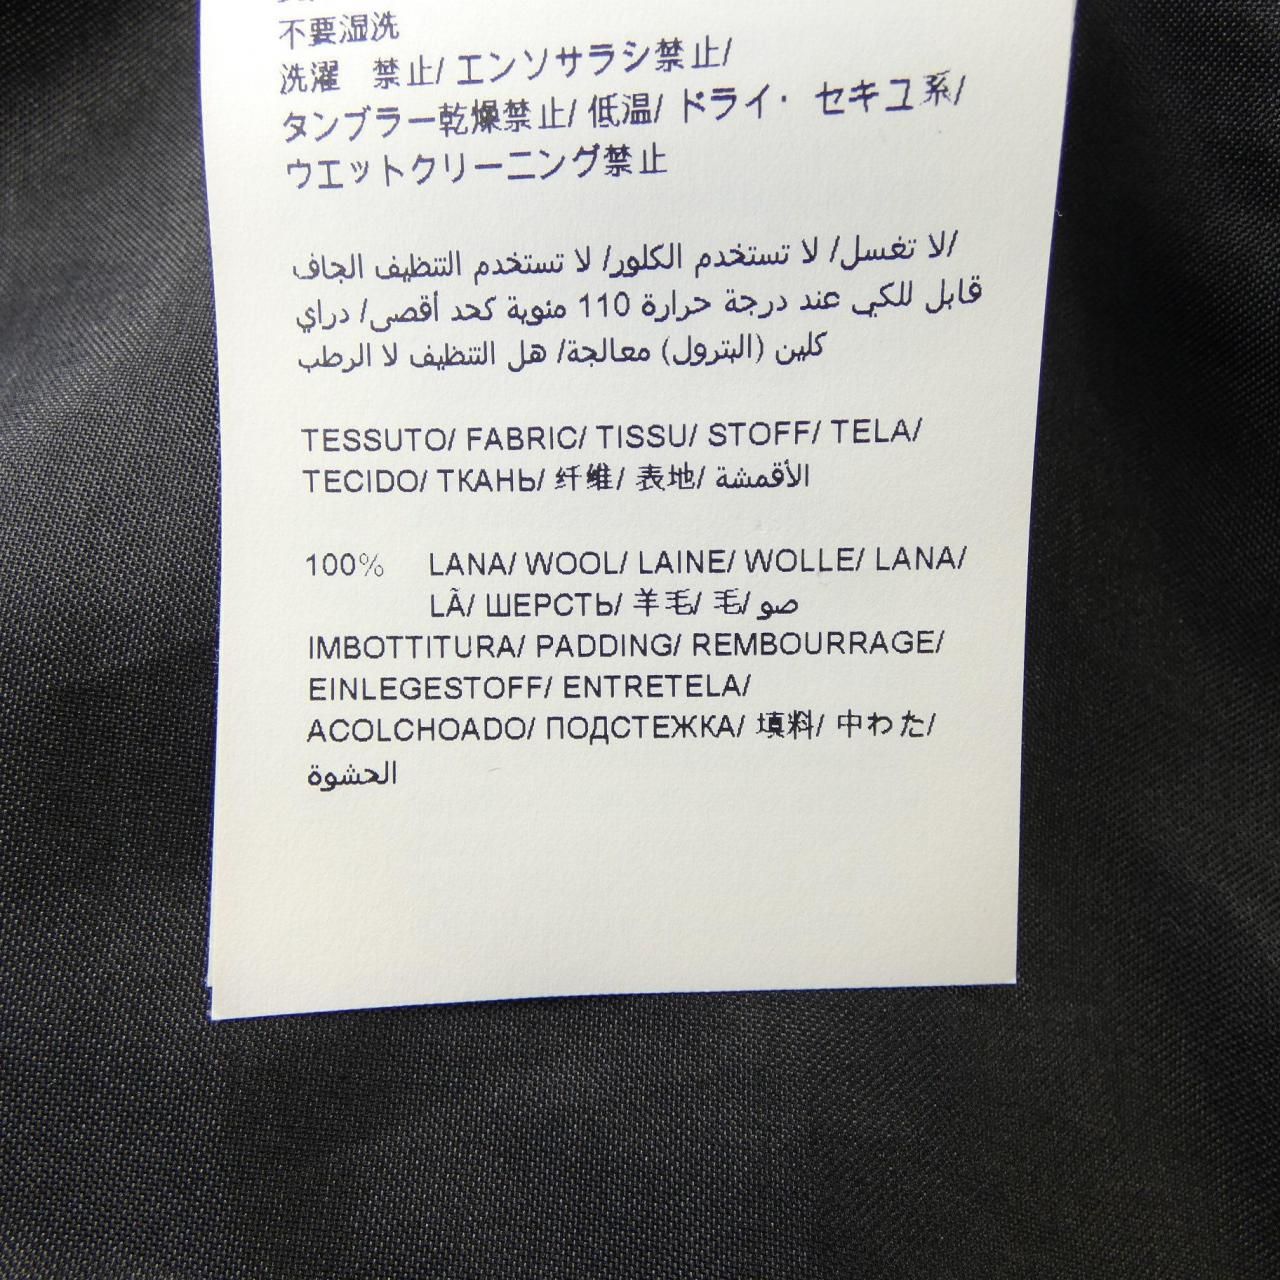 不要湿洗
洗濯　禁止/ エンソサラシ禁止/
タンブラー乾燥禁止/ 低温/ ドライ・ セキユ系/
ウエットクリーニング禁止
لا تغسل/ لا تستخدم الكلور/ لا تستخدم التنظيف الجاف/
قابل للكي عند درجة حرارة 110 مئوية كحد أقصى/ دراي
كلين (البترول) معالجة/ هل التنظيف لا الرطب
TESSUTO/ FABRIC/ TISSU/ STOFF/ TELA/
TECIDO/ ТКАНЬ/ 纤维/ 表地/ الأقمشة
100% LANA/ WOOL/ LAINE/ WOLLE/ LANA/
LÃ/ ШЕРСТЬ/ 羊毛/ 毛/ صو
IMBOTTITURA/ PADDING/ REMBOURRAGE/
EINLEGESTOFF/ ENTRETELA/
ACOLCHOADO/ ПОДСТЕЖКА/ 填料/ 中わた/
الحشوة